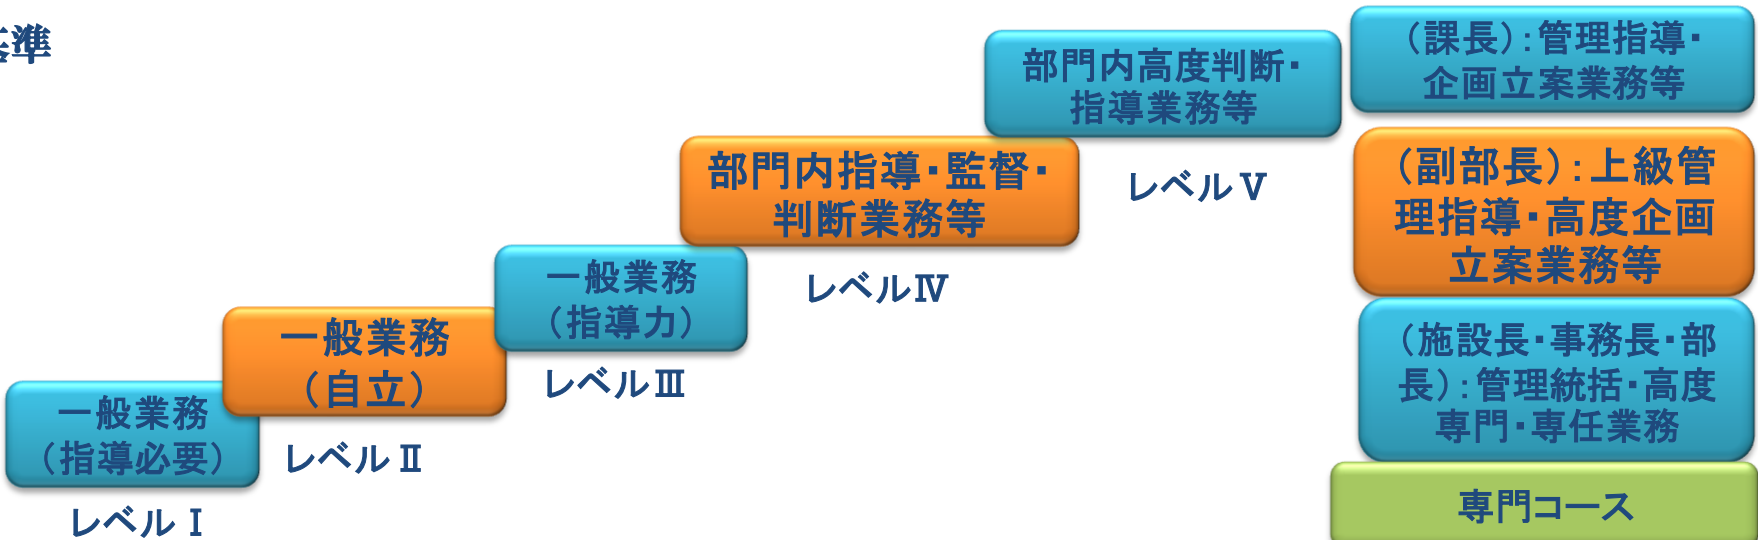 準
部門内高度判断・
指導業務等
レベルⅤ
（課長）：管理指導・
企画立案業務等
（副部長）：上級管
理指導・高度企画
立案業務等
（施設長・事務長・部
長）：管理統括・高度
専門・専任業務
専門コース
部門内指導・監督・
判断業務等
レベルⅣ
一般業務
（指導力）
レベルⅢ
一般業務
（自立）
レベルⅡ
一般業務
（指導必要）
レベルⅠ